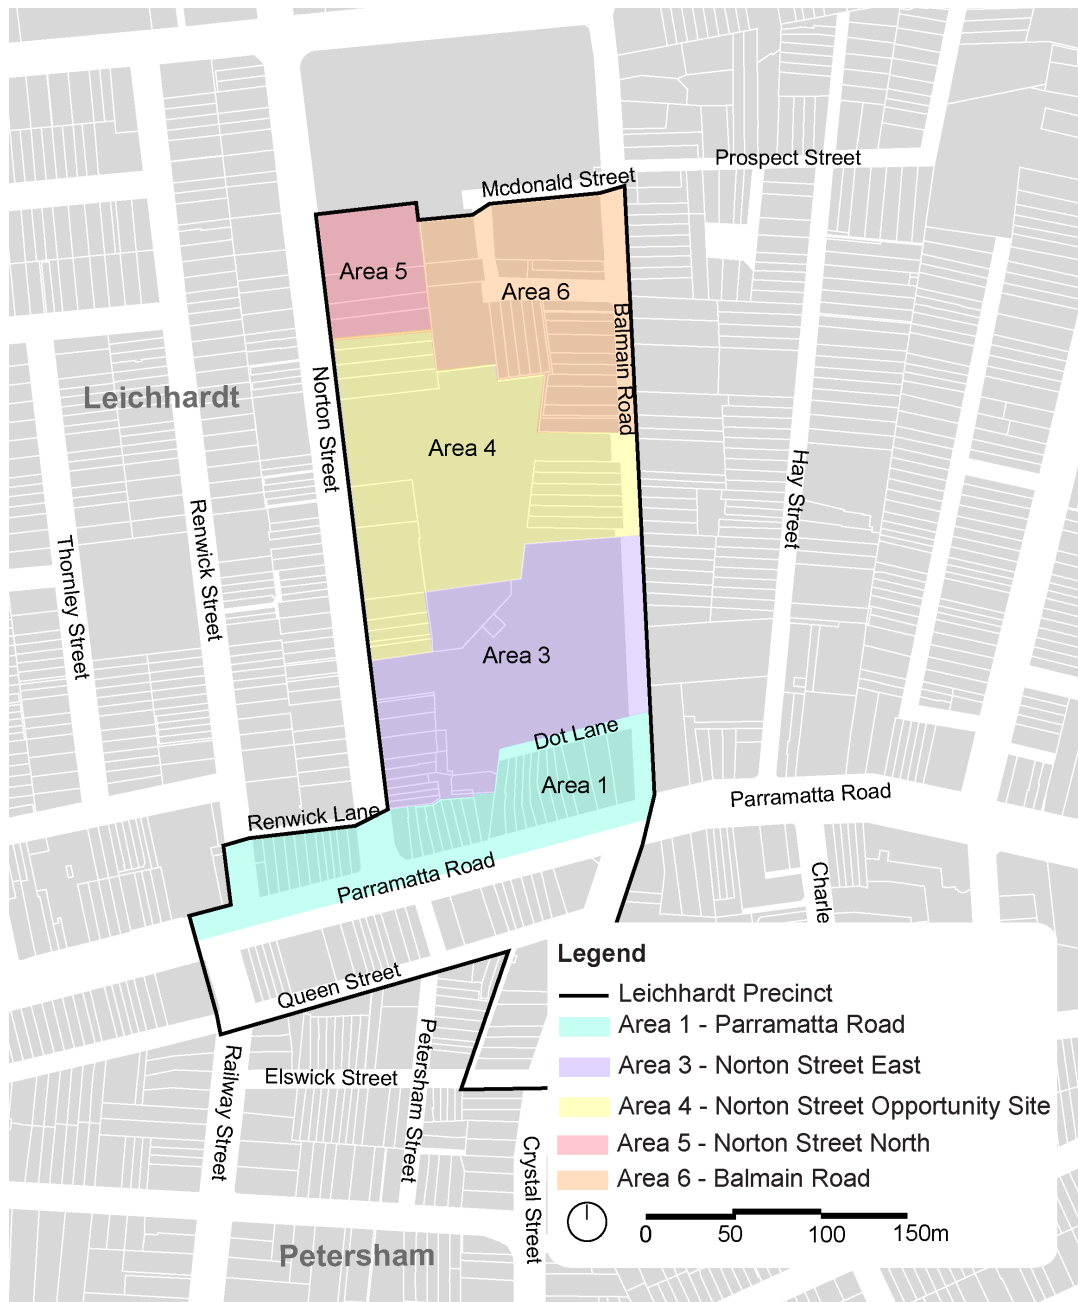 Prospect Street
Mcdonald Street
Area 5
Area 6
Balmain Road
Norton Street
Leichhardt
Area 4
Hay Street
Renwick Street
Thornley Street
Area 3
Dot Lane
Area 1
Parramatta Road
Renwick Lane
Parramatta Road
Charle
Queen Street
Railway Street
Petersham Street
Elswick Street
Crystal Street
Petersham
Legend
Leichhardt Precinct
Area 1 - Parramatta Road
Area 3 - Norton Street East
Area 4 - Norton Street Opportunity Site
Area 5 - Norton Street North
Area 6 - Balmain Road
0 50 100 150m